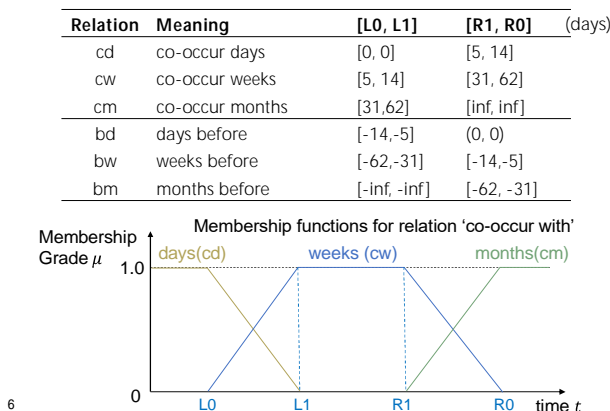 Relation Meaning [L0, L1] [R1, R0] (days)
cd co-occur days [0, 0] [5, 14]
cw co-occur weeks [5, 14] [31, 62]
cm co-occur months [31,62] [inf, inf]
bd days before [-14,-5] (0, 0)
bw weeks before [-62,-31] [-14,-5]
bm months before [-inf, -inf] [-62, -31]
Membership functions for relation 'co-occur with'
Membership
Grade μ
days(cd) weeks (cw) months(cm)
1.0
0
L0 L1 R1 R0 time t
6